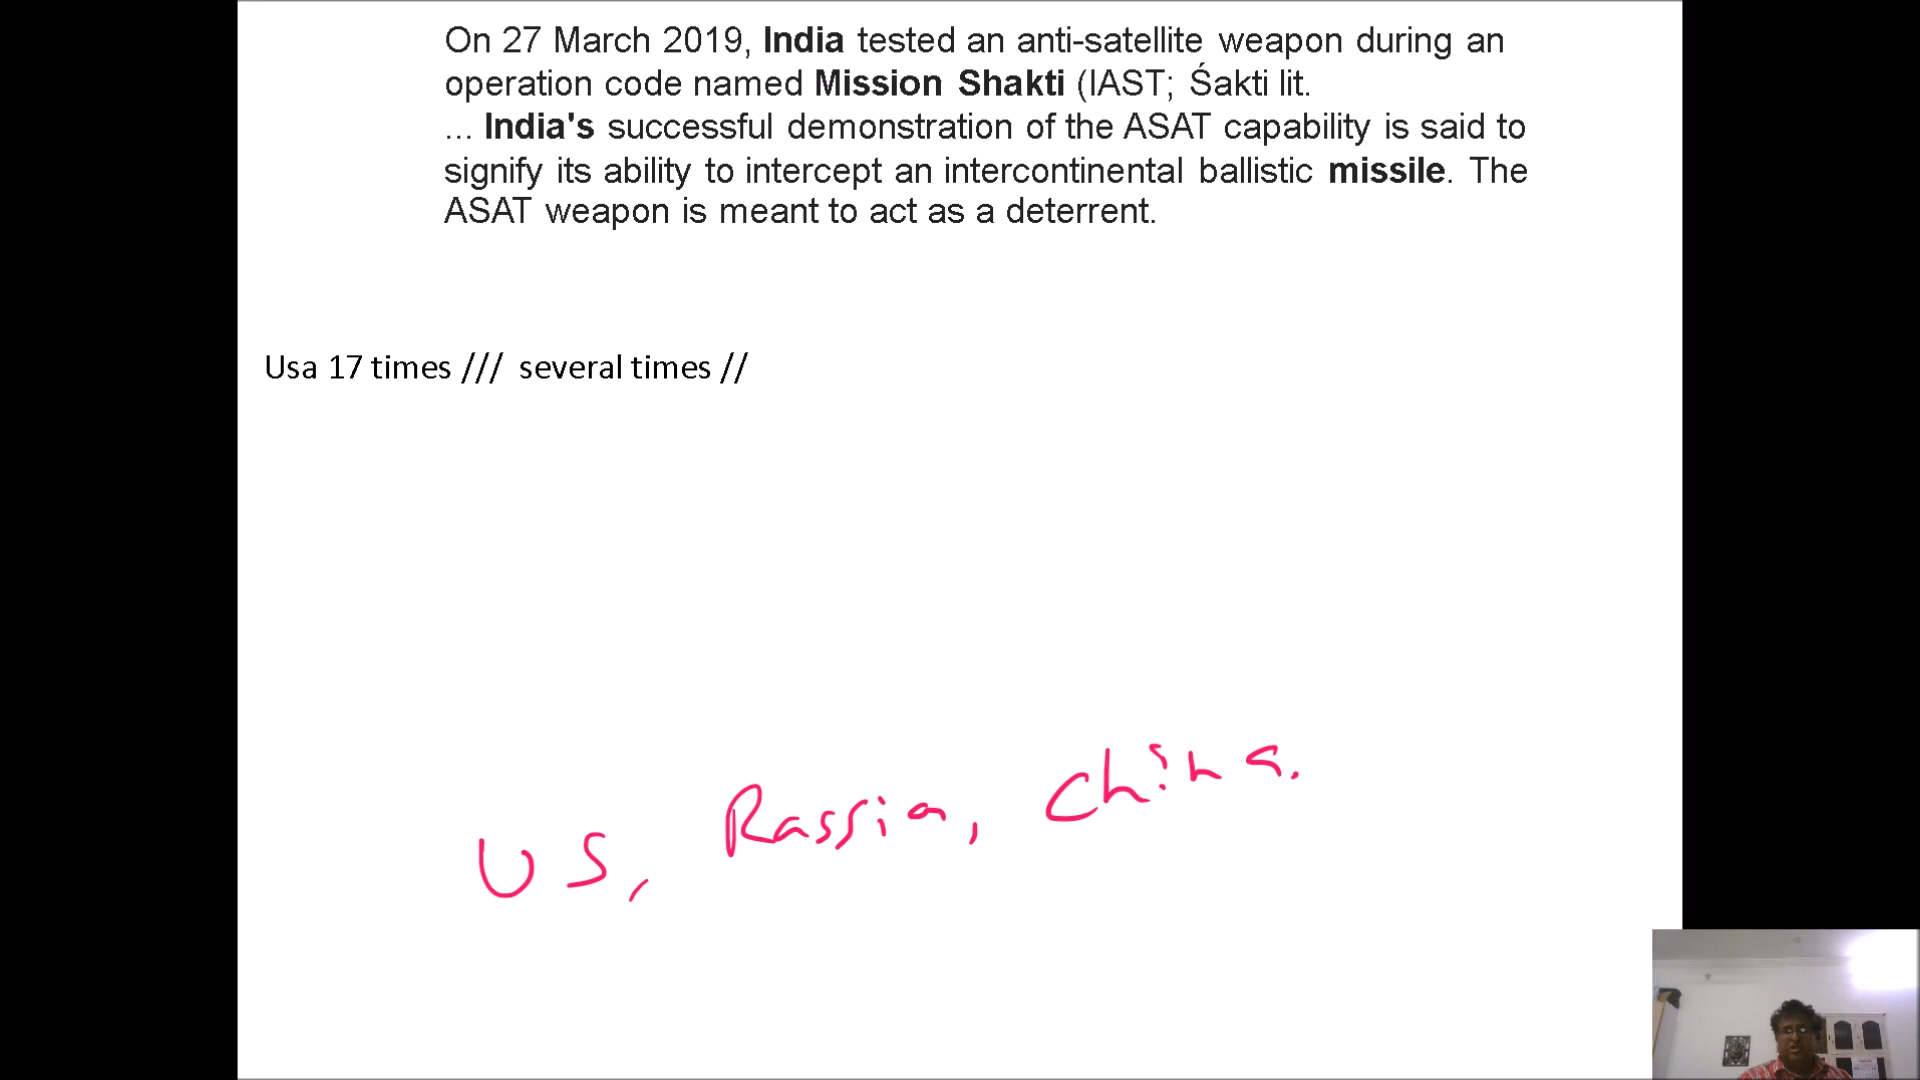 On 27 March 2019, India tested an anti-satellite weapon during an
operation code named Mission Shakti (IAST; Śakti lit.
... India's successful demonstration of the ASAT capability is said to
signify its ability to intercept an intercontinental ballistic missile. The
ASAT weapon is meant to act as a deterrent.
Usa 17 times /// several times //
US, Rassia, China.